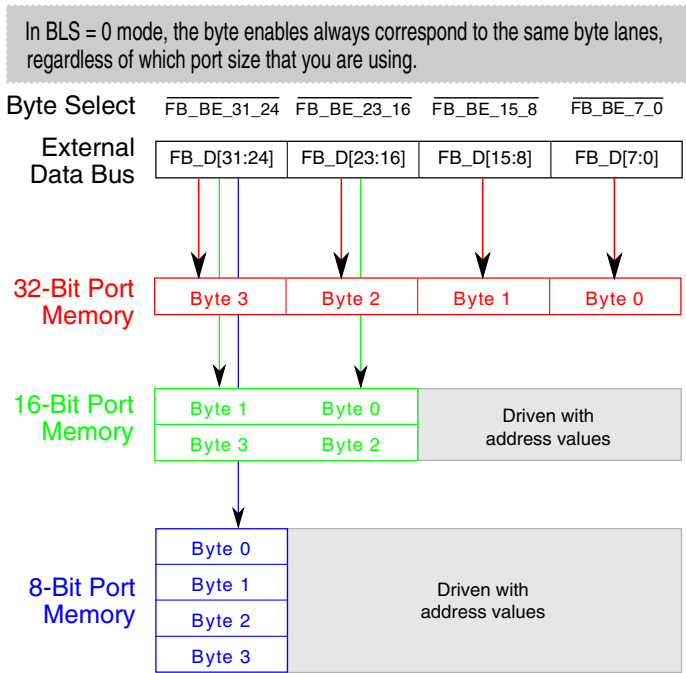 In BLS = 0 mode, the byte enables always correspond to the same byte lanes,
regardless of which port size that you are using.
Byte Select
FB_BE_31_24 FB_BE_23_16 FB_BE_15_8 FB_BE_7_0
External
Data Bus
FB_D[31:24] FB_D[23:16] FB_D[15:8] FB_D[7:0]
32-Bit Port
Memory
Byte 3 Byte 2 Byte 1 Byte 0
16-Bit Port
Memory
Byte 1 Byte 0
Byte 3 Byte 2
Driven with
address values
8-Bit Port
Memory
Byte 0
Byte 1
Byte 2
Byte 3
Driven with
address values